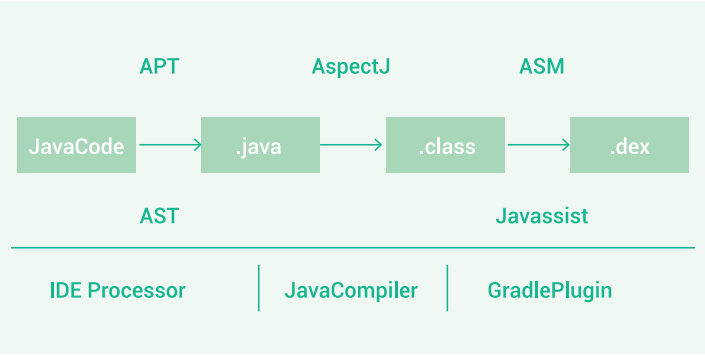 APT AspectJ ASM
JavaCode .java .class .dex
AST Javassist
IDE Processor JavaCompiler GradlePlugin